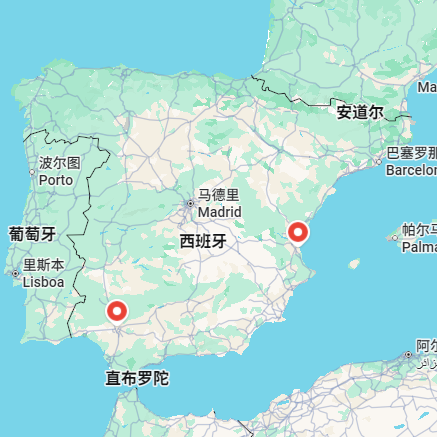 Ma
安道尔
巴塞罗那
Barcelon
波尔图
Porto
马德里
Madrid
葡萄牙
西班牙
帕尔马
Palma
里斯本
Lisboa
直布罗陀
阿尔